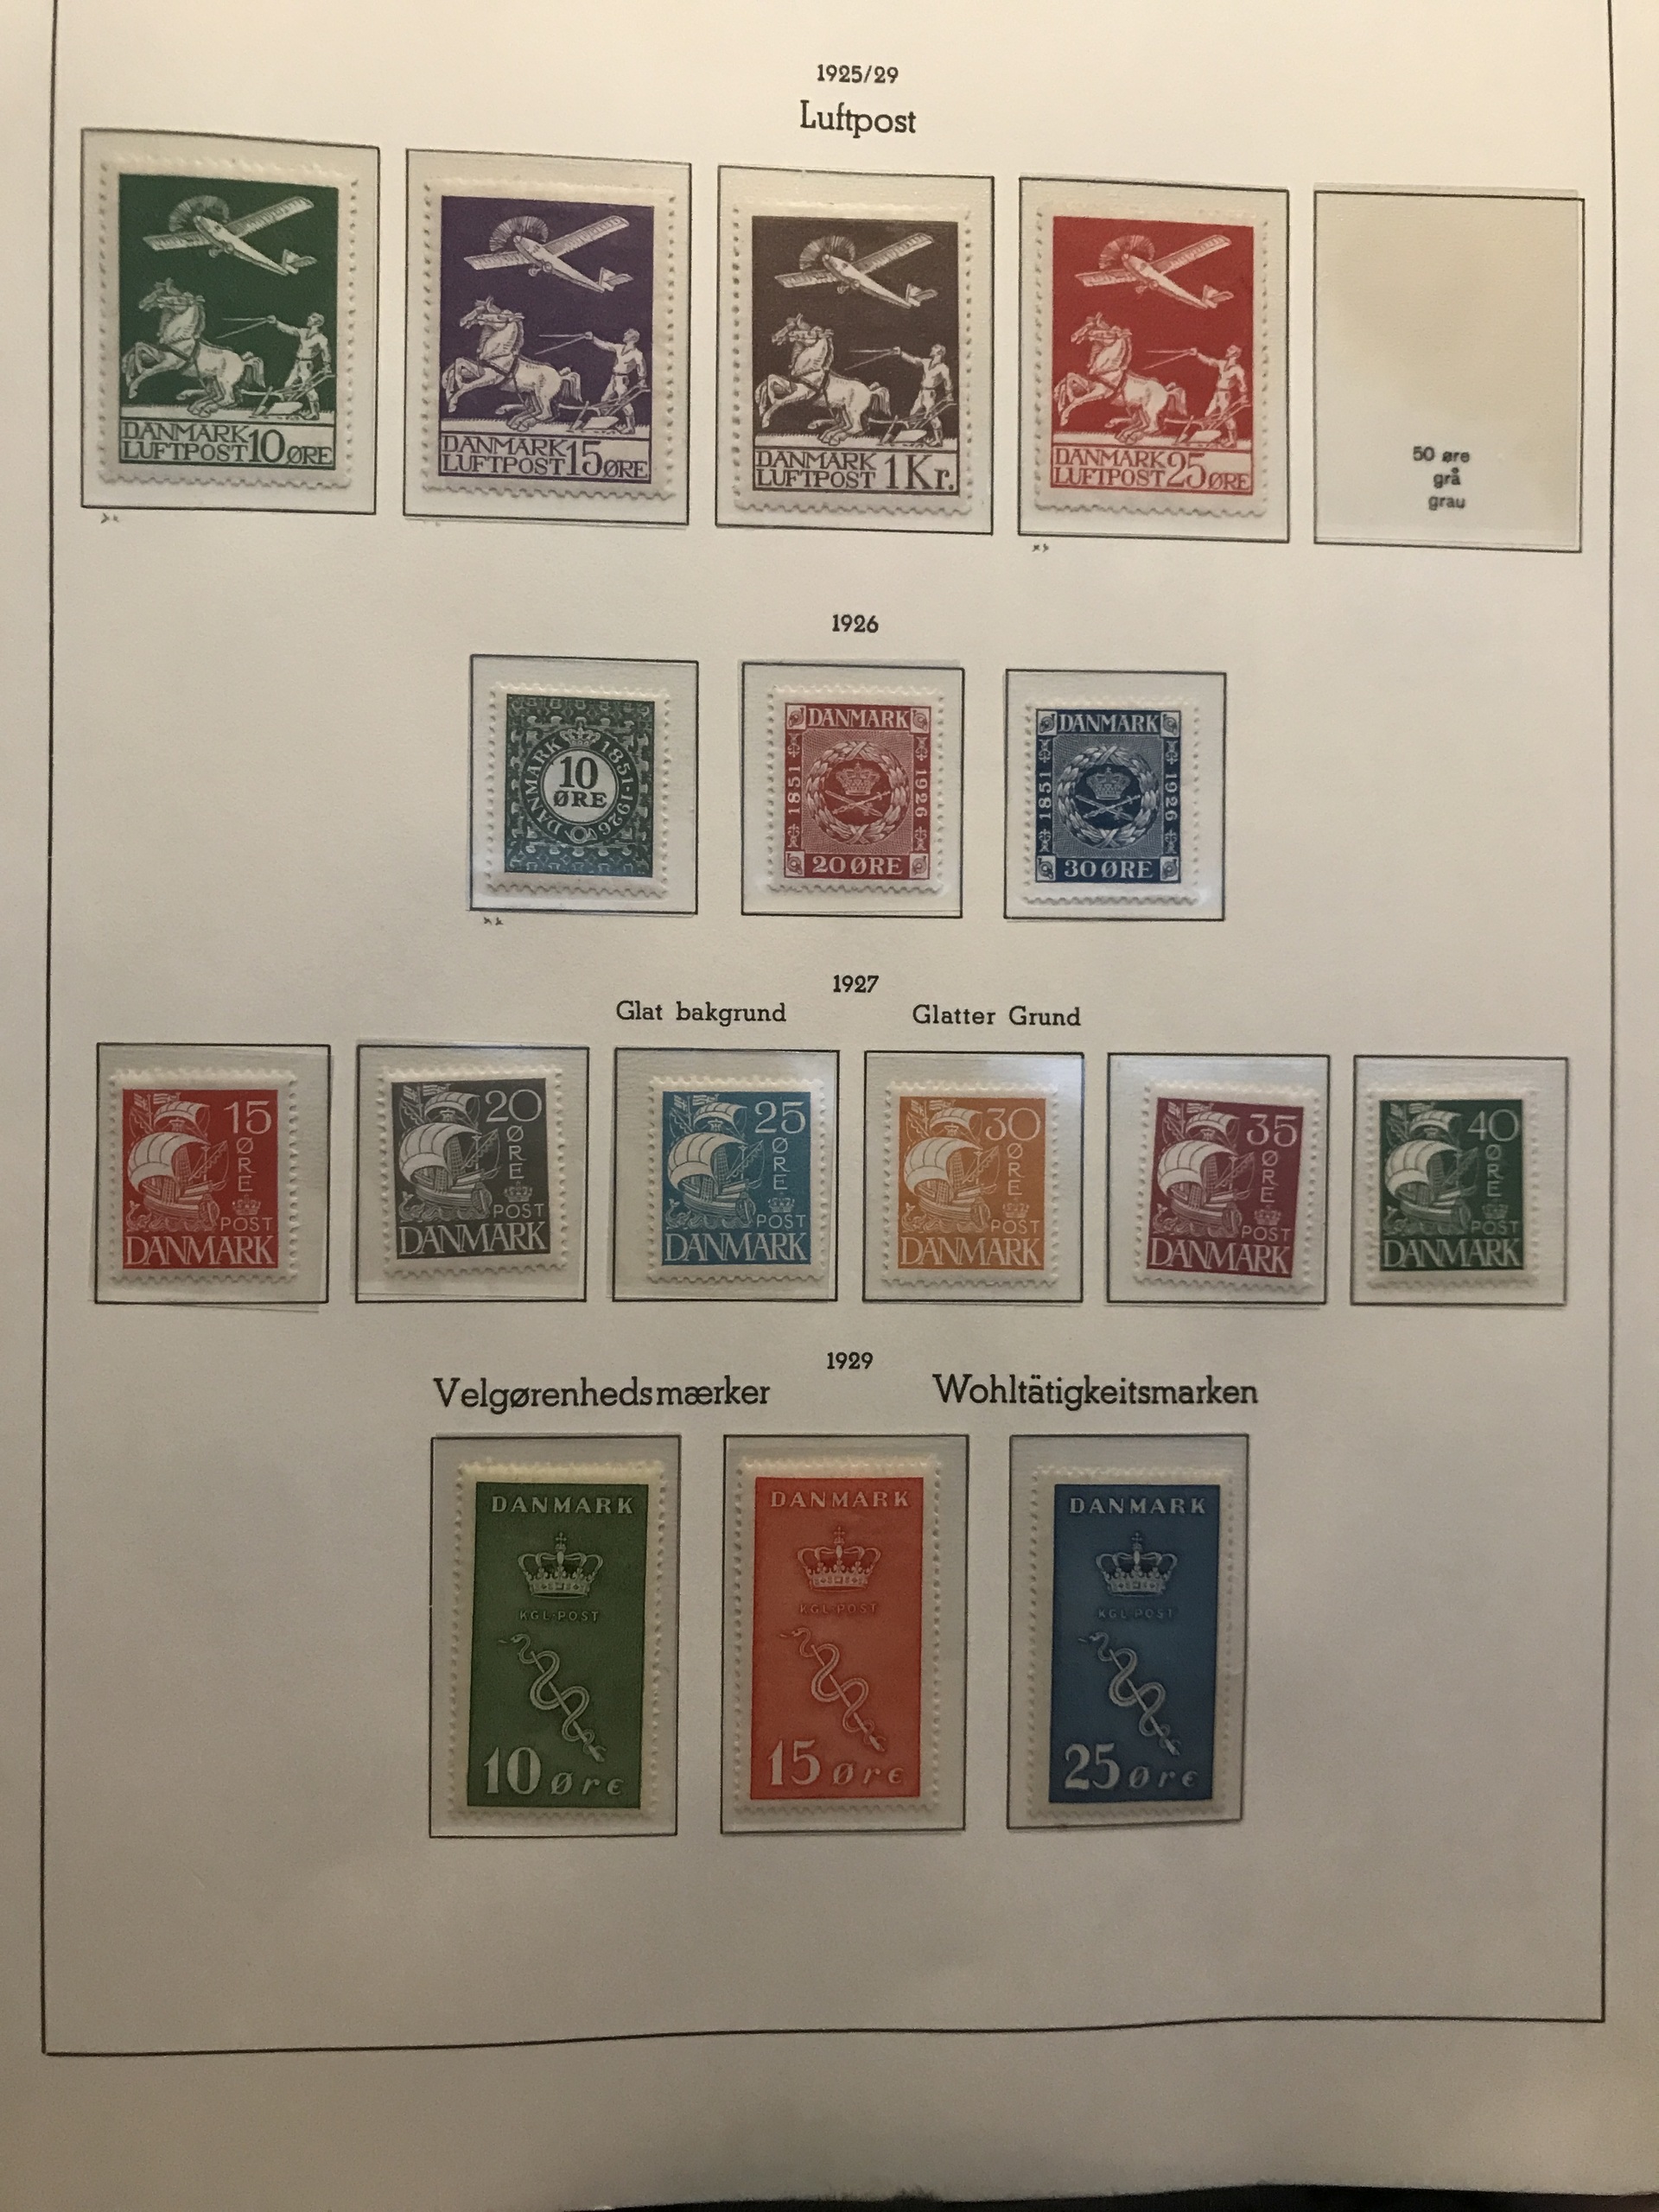 1925/29
Luftpost
DANMARK
LUFTPOST 10 ØRE
DANMARK
LUFTPOST 15 ØRE
DANMARK
LUFTPOST 1 Kr.
DANMARK
LUFTPOST 25 ØRE
50 øre
grå
grau
1926
DANMARK 1851-1926
10
ØRE
DANMARK
1851
1926
20 ØRE
DANMARK
1851
1926
30 ØRE
1927
Glat bakgrund
Glatter Grund
15
ØRE
POST
DANMARK
20
ØRE
POST
DANMARK
25
ØRE
POST
DANMARK
30
ØRE
POST
DANMARK
35
ØRE
POST
DANMARK
40
ØRE
POST
DANMARK
1929
Velgørenhedsmærker
Wohltätigkeitsmarken
DANMARK
KGL·POST
10 øre
DANMARK
KGL·POST
15 øre
DANMARK
KGL POST
25 øre